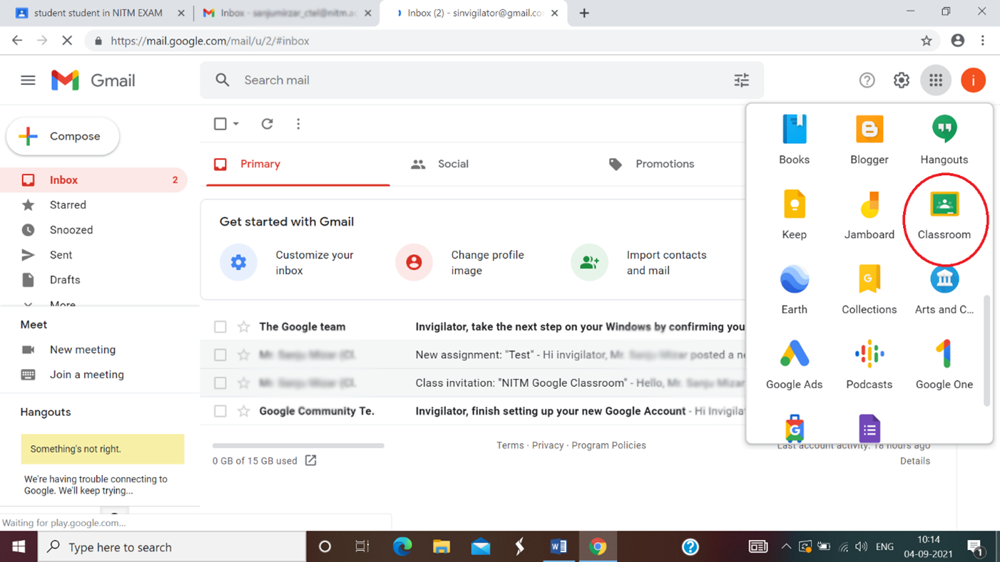 student student in NITM EXAM
Inbox -
Inbox (2) - sinvigilator@gmail.co
https://mail.google.com/mail/u/2/#inbox
Gmail
Search mail
i
Compose
Primary
Social
Promotions
Inbox 2
Starred
Snoozed
Sent
Drafts
More
Get started with Gmail
Customize your
inbox
Change profile
image
Import contacts
and mail
The Google team Invigilator, take the next step on your Windows by confirming you
New assignment: "Test" - Hi invigilator, posted a ne
Class invitation: "NITM Google Classroom" - Hello,
Google Community Te. Invigilator, finish setting up your new Google Account - Hi Invigila
Meet
New meeting
Join a meeting
Hangouts
Something's not right.
We're having trouble connecting to
Google. We'll keep trying...
0 GB of 15 GB used
Terms · Privacy · Program Policies
Last account activity: 18 hours ago
Details
Books
Blogger
Hangouts
Keep
Jamboard
Classroom
Earth
Collections
Arts and C...
Google Ads
Podcasts
Google One
Waiting for play.google.com...
Type here to search
ENG
10:14
04-09-2021
1